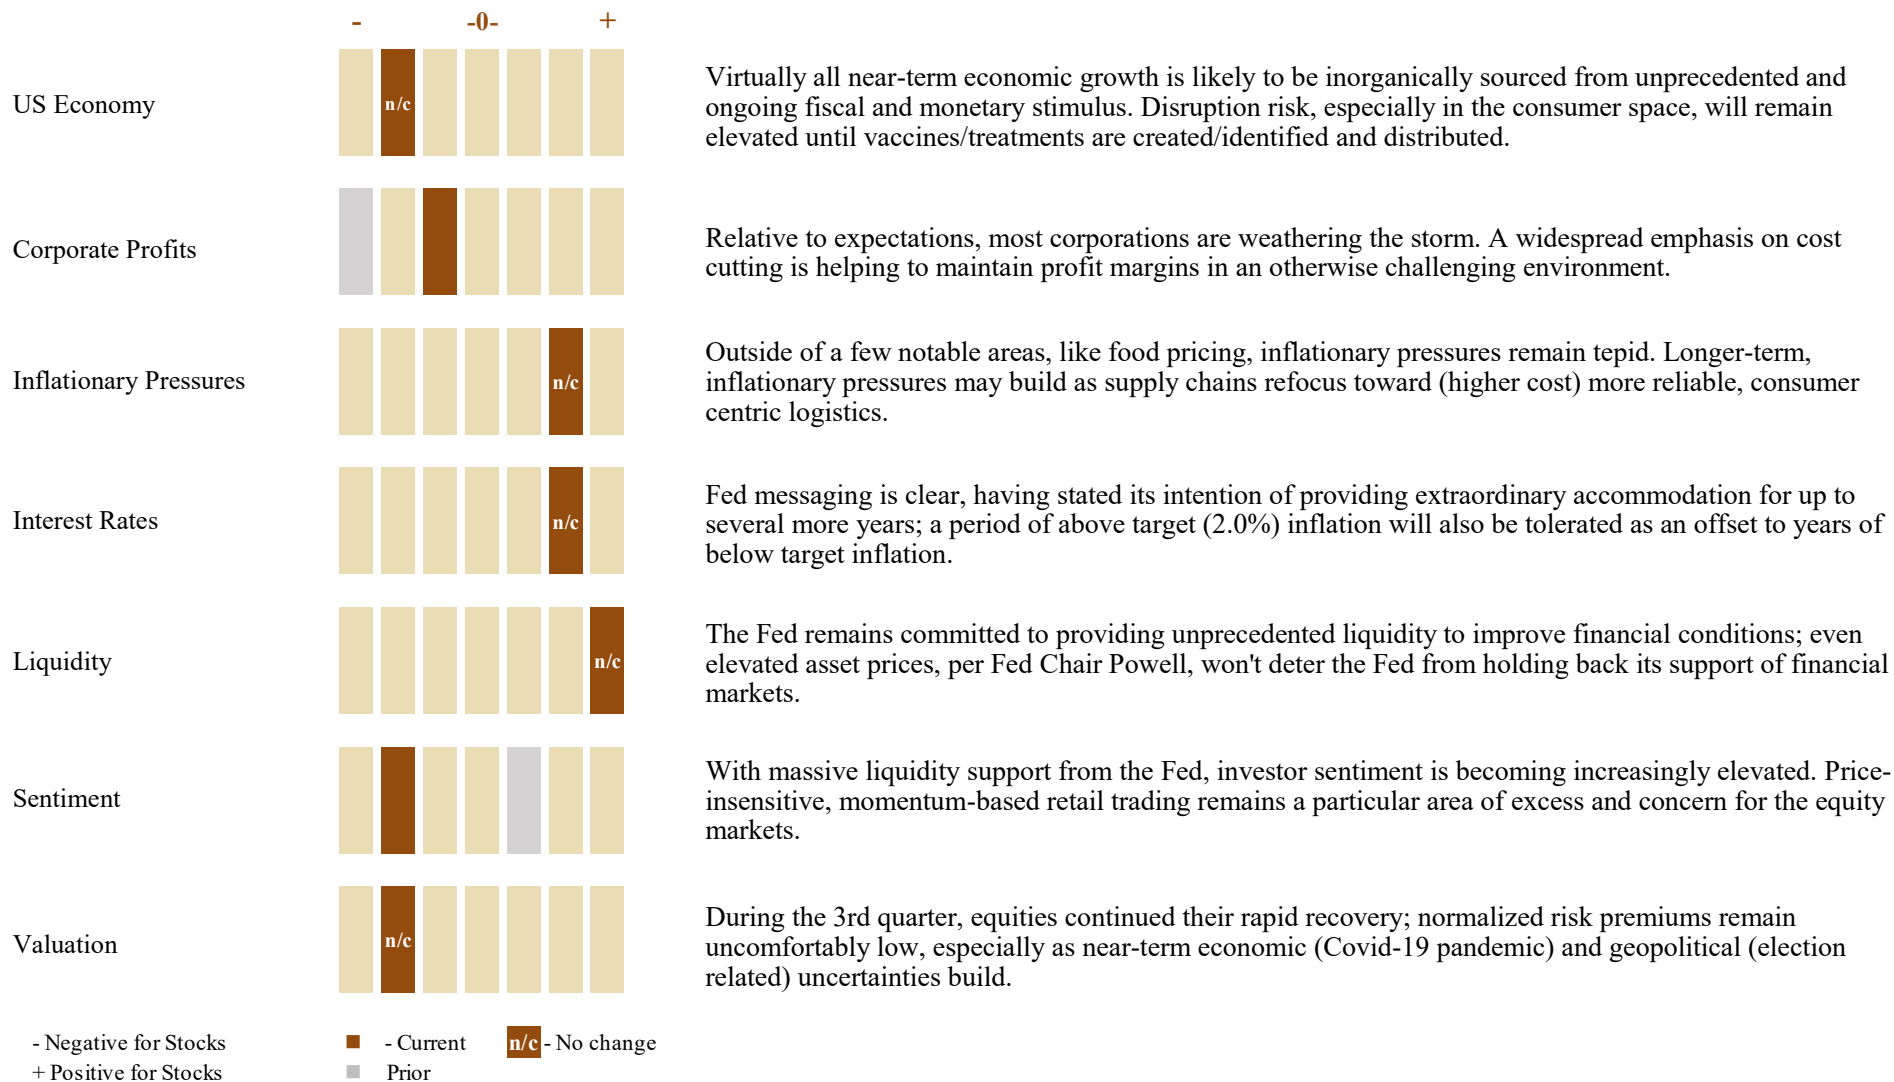 - -0- +
US Economy
n/c
Virtually all near-term economic growth is likely to be inorganically sourced from unprecedented and
ongoing fiscal and monetary stimulus. Disruption risk, especially in the consumer space, will remain
elevated until vaccines/treatments are created/identified and distributed.
Corporate Profits
Relative to expectations, most corporations are weathering the storm. A widespread emphasis on cost
cutting is helping to maintain profit margins in an otherwise challenging environment.
Inflationary Pressures
n/c
Outside of a few notable areas, like food pricing, inflationary pressures remain tepid. Longer-term,
inflationary pressures may build as supply chains refocus toward (higher cost) more reliable, consumer
centric logistics.
Interest Rates
n/c
Fed messaging is clear, having stated its intention of providing extraordinary accommodation for up to
several more years; a period of above target (2.0%) inflation will also be tolerated as an offset to years of
below target inflation.
Liquidity
n/c
The Fed remains committed to providing unprecedented liquidity to improve financial conditions; even
elevated asset prices, per Fed Chair Powell, won't deter the Fed from holding back its support of financial
markets.
Sentiment
With massive liquidity support from the Fed, investor sentiment is becoming increasingly elevated. Price-
insensitive, momentum-based retail trading remains a particular area of excess and concern for the equity
markets.
Valuation
n/c
During the 3rd quarter, equities continued their rapid recovery; normalized risk premiums remain
uncomfortably low, especially as near-term economic (Covid-19 pandemic) and geopolitical (election
related) uncertainties build.
- Negative for Stocks
- Current
n/c - No change
+ Positive for Stocks
Prior